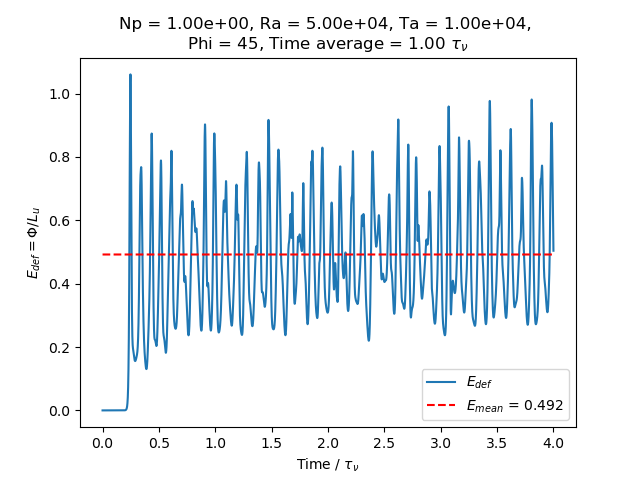 Np = 1.00e+00, Ra = 5.00e+04, Ta = 1.00e+04,
Phi = 45, Time average = 1.00 τᵥ
E_def = Φ/L_u
1.0
0.8
0.6
0.4
0.2
0.0
E_def
E_mean = 0.492
0.0 0.5 1.0 1.5 2.0 2.5 3.0 3.5 4.0
Time / τᵥ